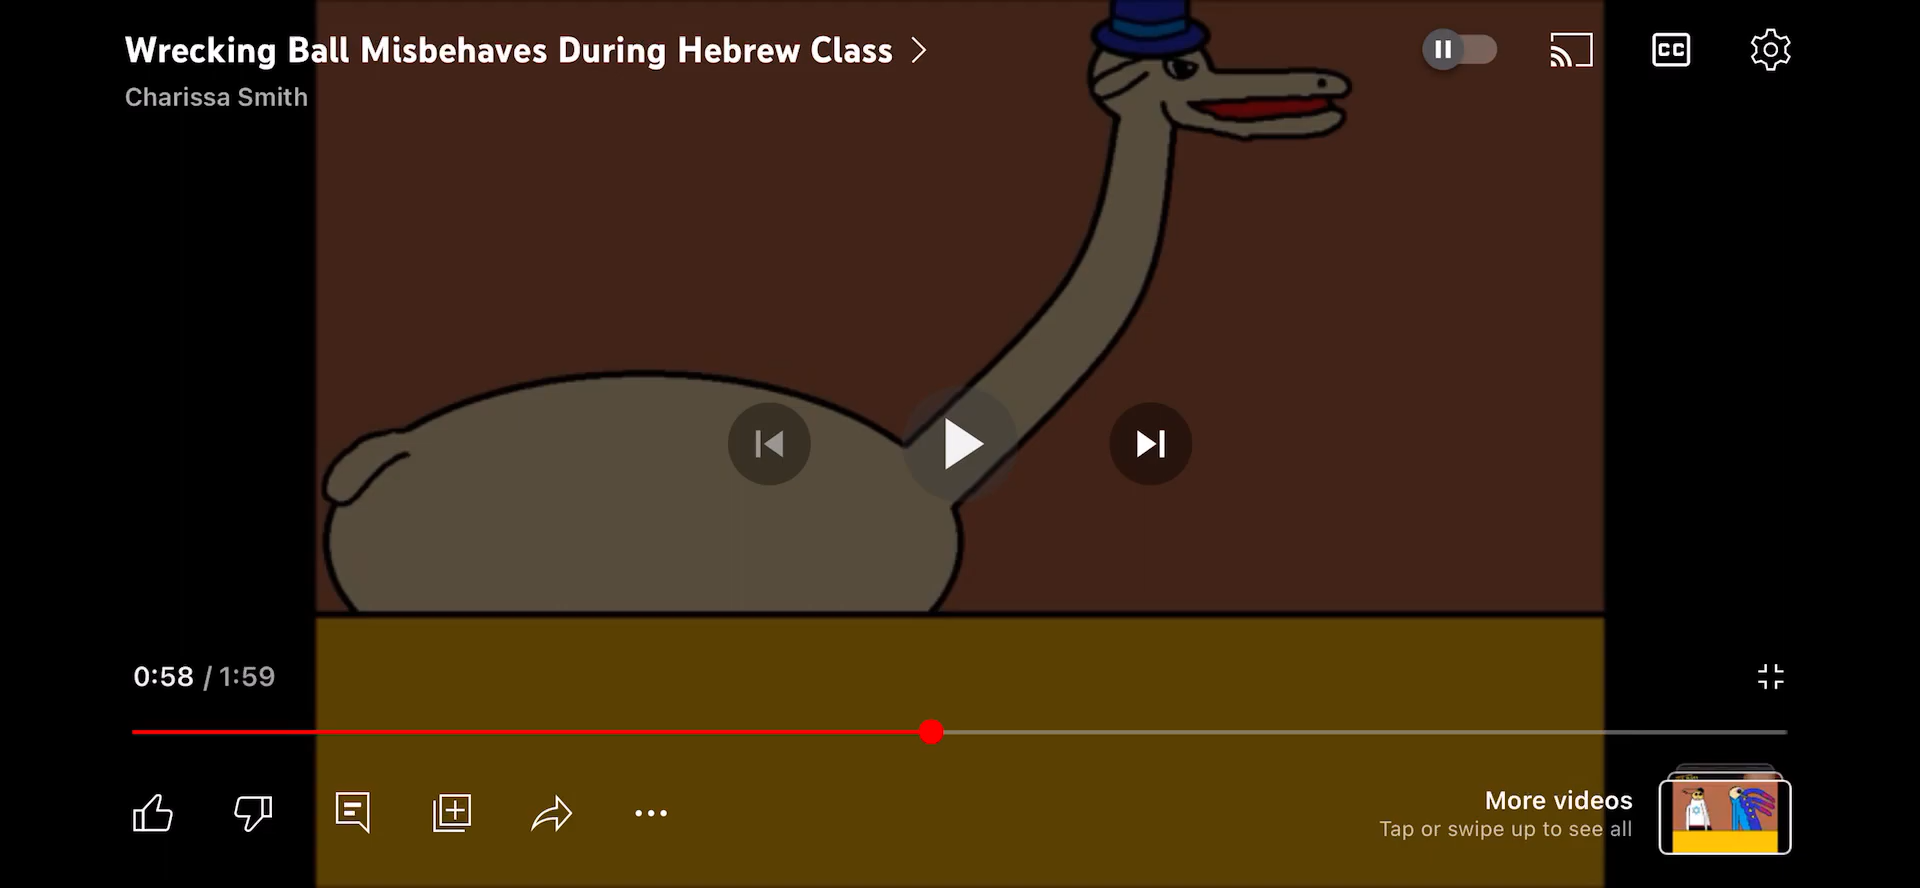 Wrecking Ball Misbehaves During Hebrew Class
Charissa Smith
CC
0:58 / 1:59
More videos
Tap or swipe up to see all